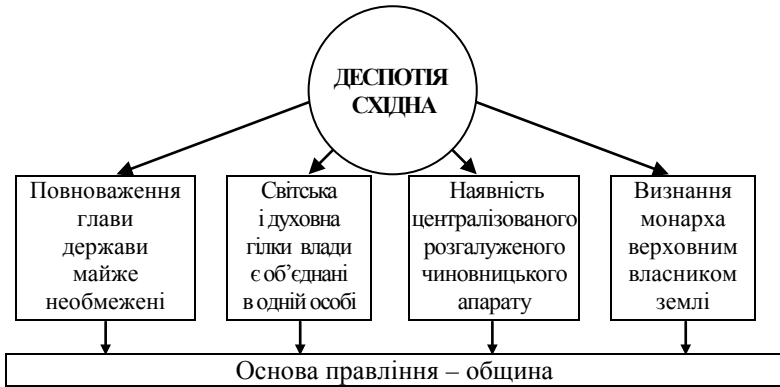 ДЕСПОТІЯ
СХІДНА
Повноваження
глави
держави
майже
необмежені
Світська
і духовна
гілки влади
є об’єднані
в одній особі
Наявність
централізованого
розгалуженого
чиновницького
апарату
Визнання
монарха
верховним
власником
землі
Основа правління – община